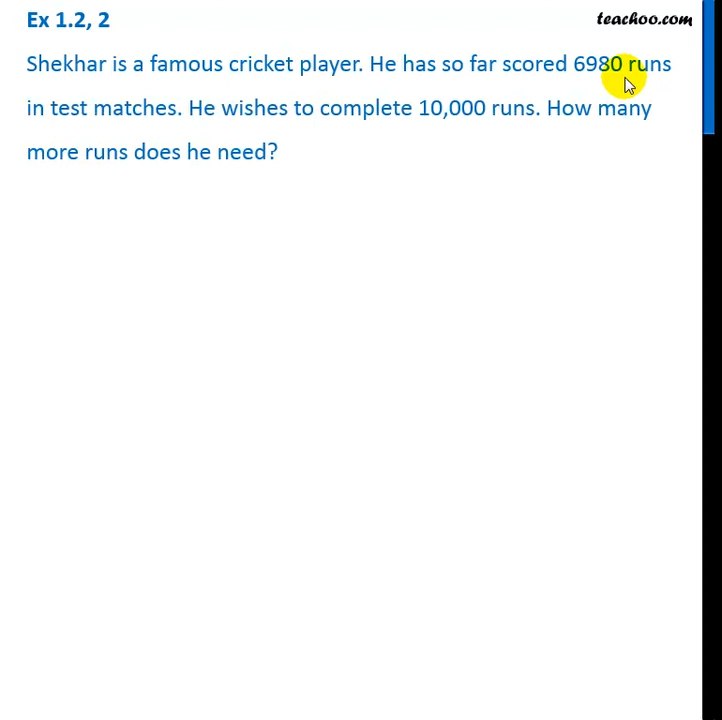 Ex 1.2, 2
teachoo.com
Shekhar is a famous cricket player. He has so far scored 6980 runs
in test matches. He wishes to complete 10,000 runs. How many
more runs does he need?